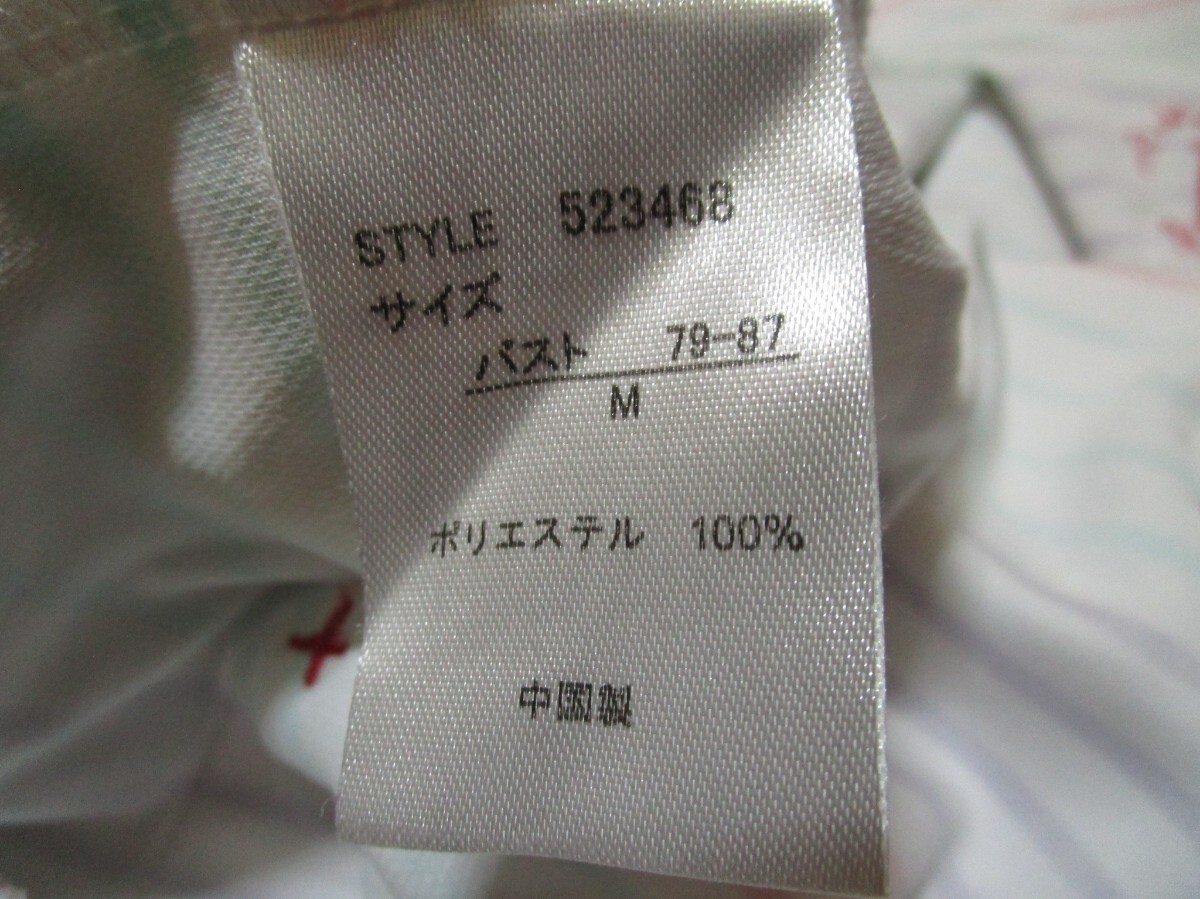 STYLE 523468
サイズ
バスト 79-87
M
ポリエステル 100%
中国製